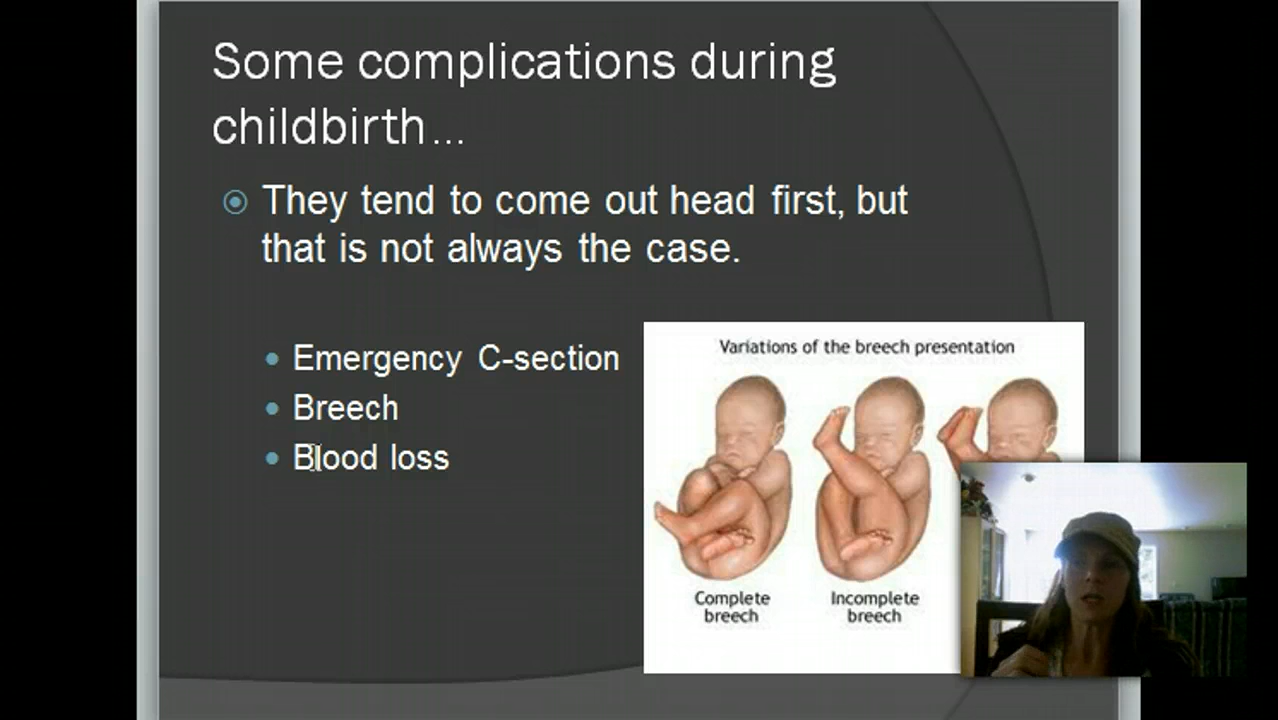 Some complications during
childbirth...
They tend to come out head first, but
that is not always the case.
Emergency C-section
Breech
Blood loss
Variations of the breech presentation
Complete
breech
Incomplete
breech